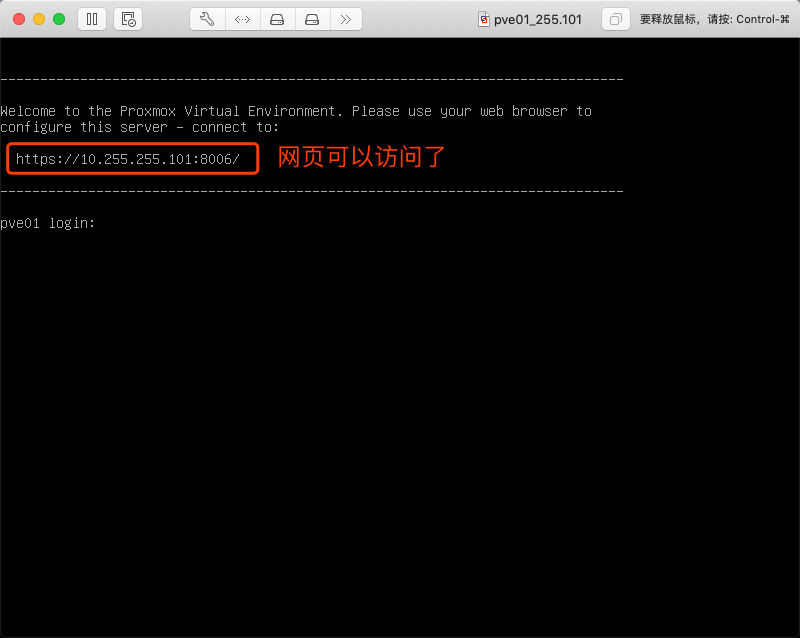 pve01_255.101
要释放鼠标，请按: Control-⌘
--------------------------------------------------------------------------------
Welcome to the Proxmox Virtual Environment. Please use your web browser to
configure this server - connect to:
https://10.255.255.101:8006/ 网页可以访问了
--------------------------------------------------------------------------------
pve01 login: